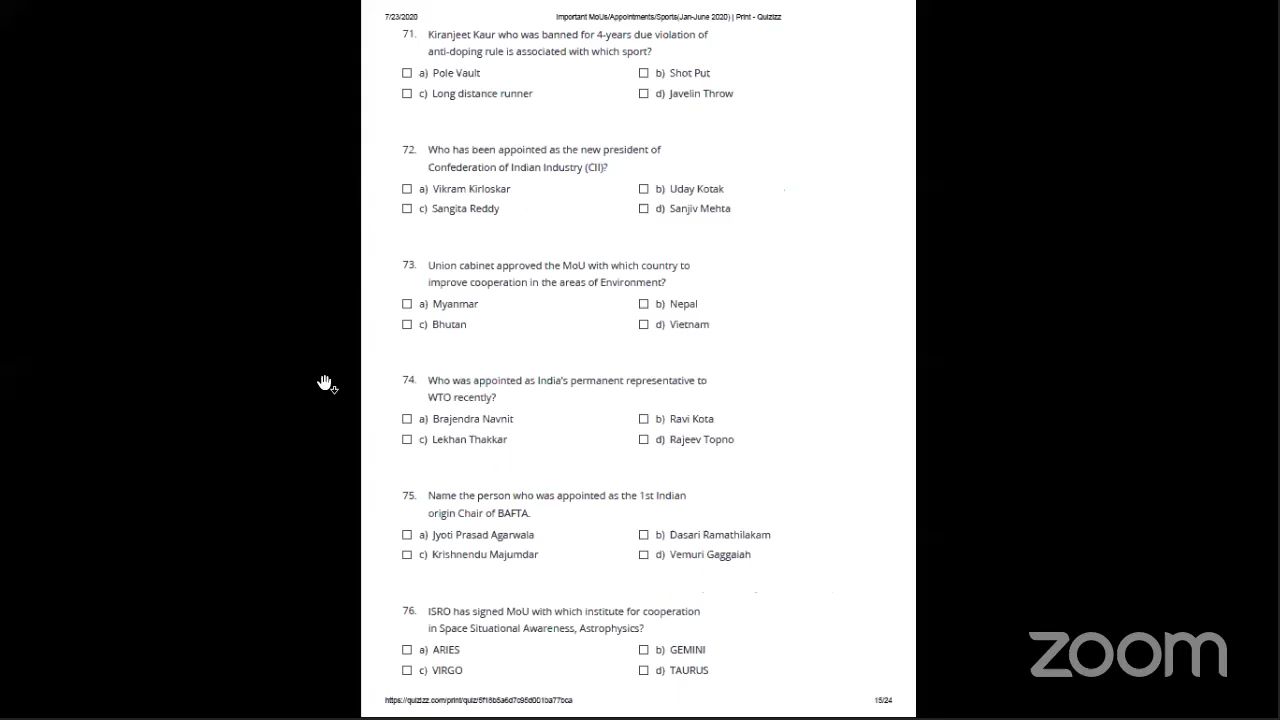 7/23/2020
Important MoUs/Appointments/Sports(Jan-June 2020) | Print - Quizizz
71. Kiranjeet Kaur who was banned for 4-years due violation of
anti-doping rule is associated with which sport?
a) Pole Vault
b) Shot Put
c) Long distance runner
d) Javelin Throw
72. Who has been appointed as the new president of
Confederation of Indian Industry (CII)?
a) Vikram Kirloskar
b) Uday Kotak
c) Sangita Reddy
d) Sanjiv Mehta
73. Union cabinet approved the MoU with which country to
improve cooperation in the areas of Environment?
a) Myanmar
b) Nepal
c) Bhutan
d) Vietnam
74. Who was appointed as India's permanent representative to
WTO recently?
a) Brajendra Navnit
b) Ravi Kota
c) Lekhan Thakkar
d) Rajeev Topno
75. Name the person who was appointed as the 1st Indian
origin Chair of BAFTA.
a) Jyoti Prasad Agarwala
b) Dasari Ramathilakam
c) Krishnendu Majumdar
d) Vemuri Gaggaiah
76. ISRO has signed MoU with which institute for cooperation
in Space Situational Awareness, Astrophysics?
a) ARIES
b) GEMINI
c) VIRGO
d) TAURUS
https://quizizz.com/print/quiz/5f18b5a6d7c95d001ba77bca
15/24
zoom